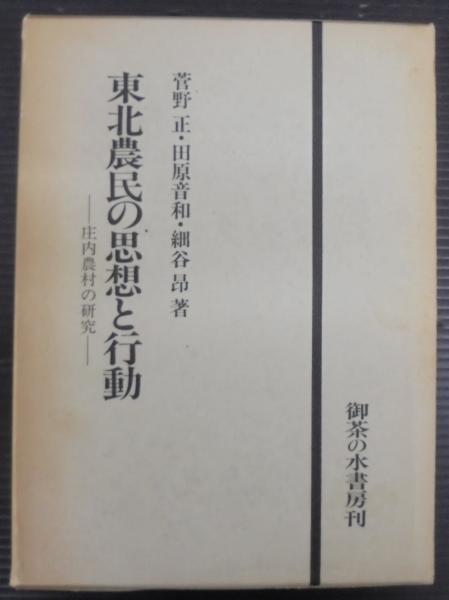 御茶の水書房刊
菅野 正・田原音和・細谷 昂 著
東北農民の思想と行動
――庄内農村の研究――